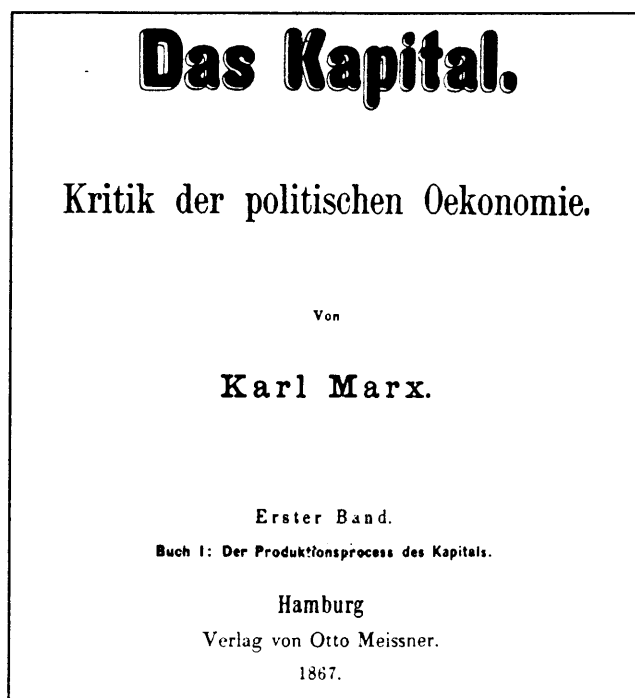 Das Kapital.
Kritik der politischen Oekonomie.
Von
Karl Marx.
Erster Band.
Buch I: Der Produktionsprocess des Kapitals.
Hamburg
Verlag von Otto Meissner.
1867.